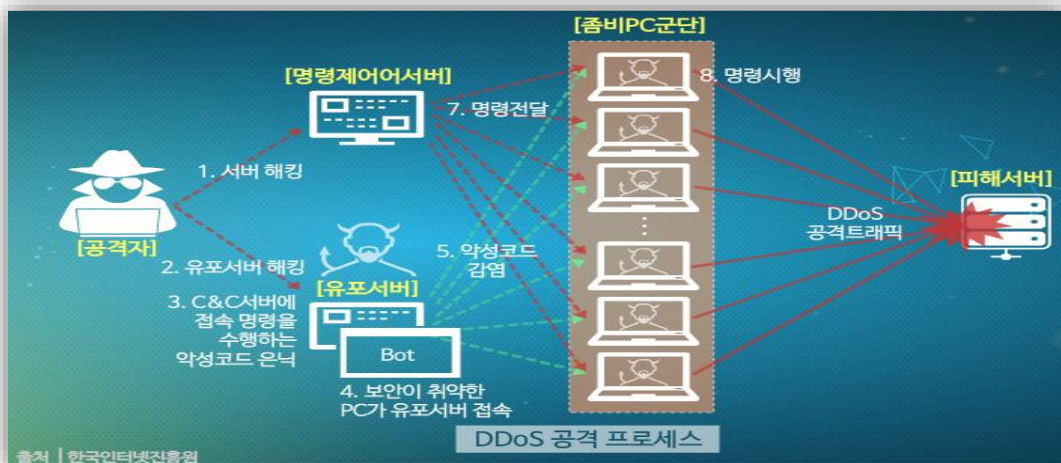 [좀비PC군단]
[명령제어어서버]
8. 명령시행
7. 명령전달
1. 서버 해킹
[공격자]
[피해서버]
DDoS
공격트래픽
2. 유포서버 해킹
5. 악성코드
감염
[유포서버]
3. C&C서버에
접속 명령을
수행하는
악성코드 은닉
Bot
4. 보안이 취약한
PC가 유포서버 접속
DDoS 공격 프로세스
출처 | 한국인터넷진흥원